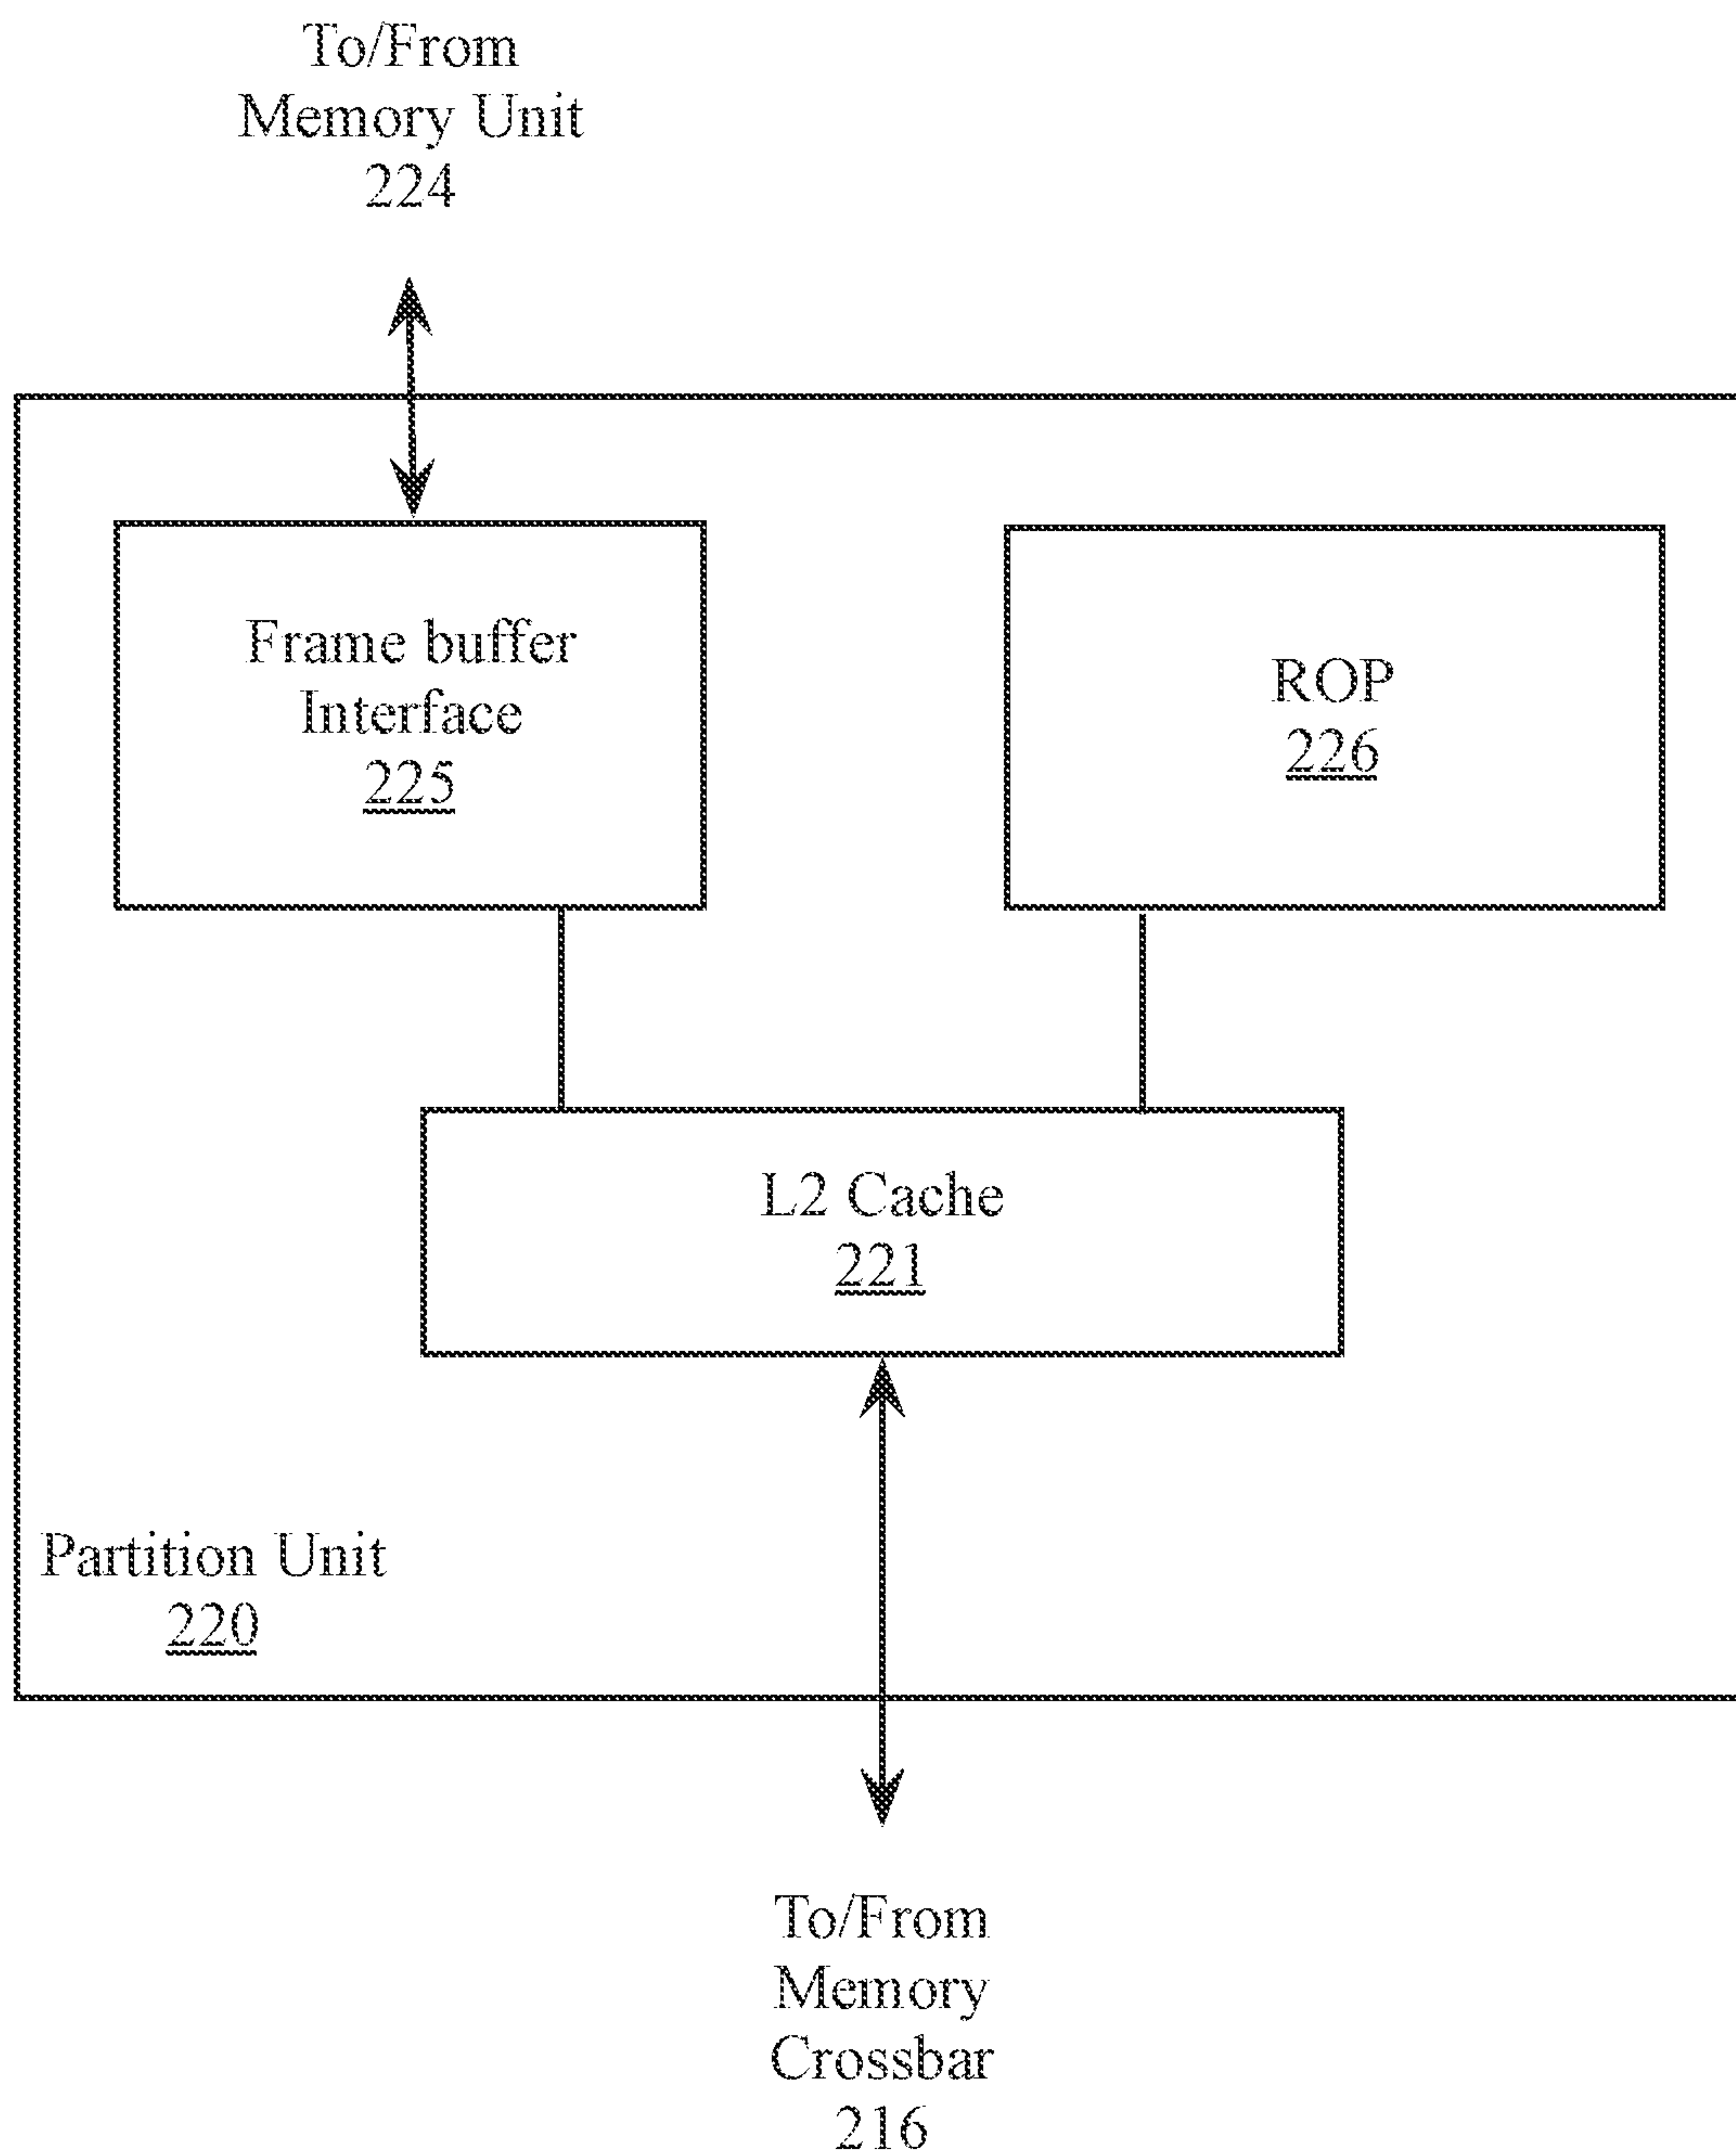 To/From
Memory Unit
224
Frame buffer
Interface
225
ROP
226
L2 Cache
221
Partition Unit
220
To/From
Memory
Crossbar
216